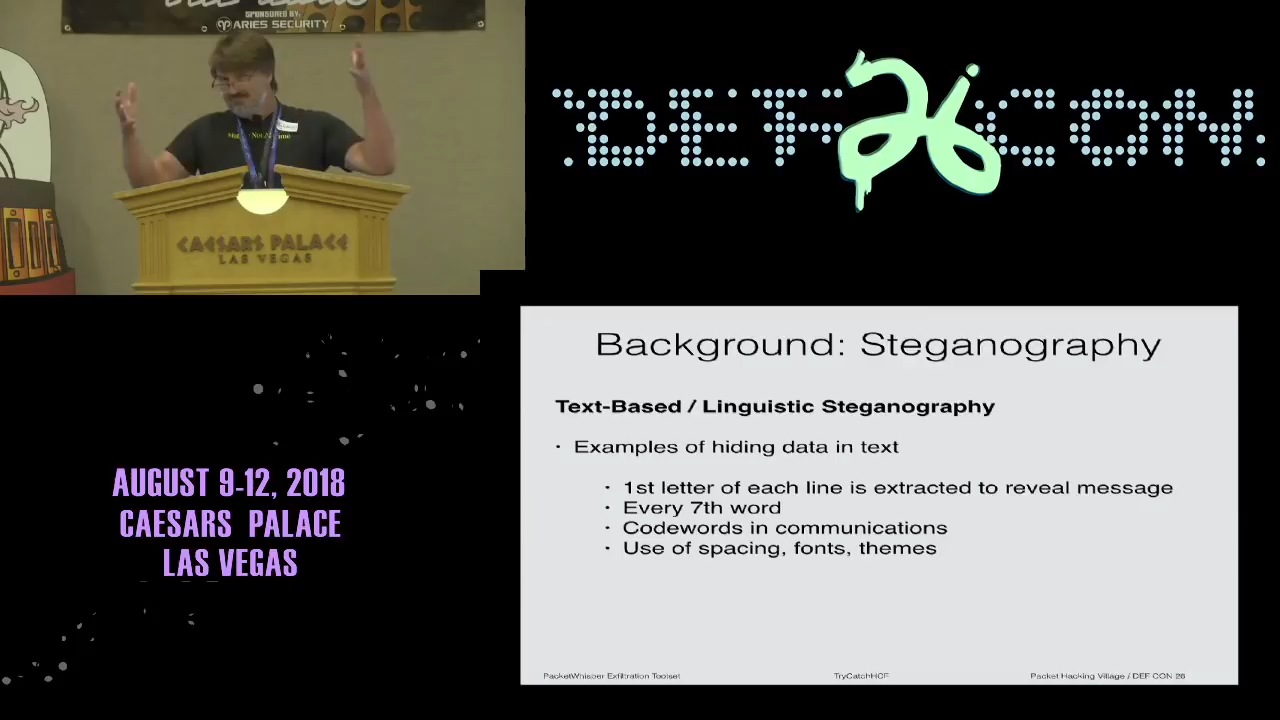 SPONSORED BY:
ARIES SECURITY
CAESARS PALACE
LAS VEGAS
DEF CON 26
AUGUST 9-12, 2018
CAESARS PALACE
LAS VEGAS
Background: Steganography
Text-Based / Linguistic Steganography
· Examples of hiding data in text
· 1st letter of each line is extracted to reveal message
· Every 7th word
· Codewords in communications
· Use of spacing, fonts, themes
PacketWhisper Exfiltration Toolset
TryCatchHCF
Packet Hacking Village / DEF CON 26